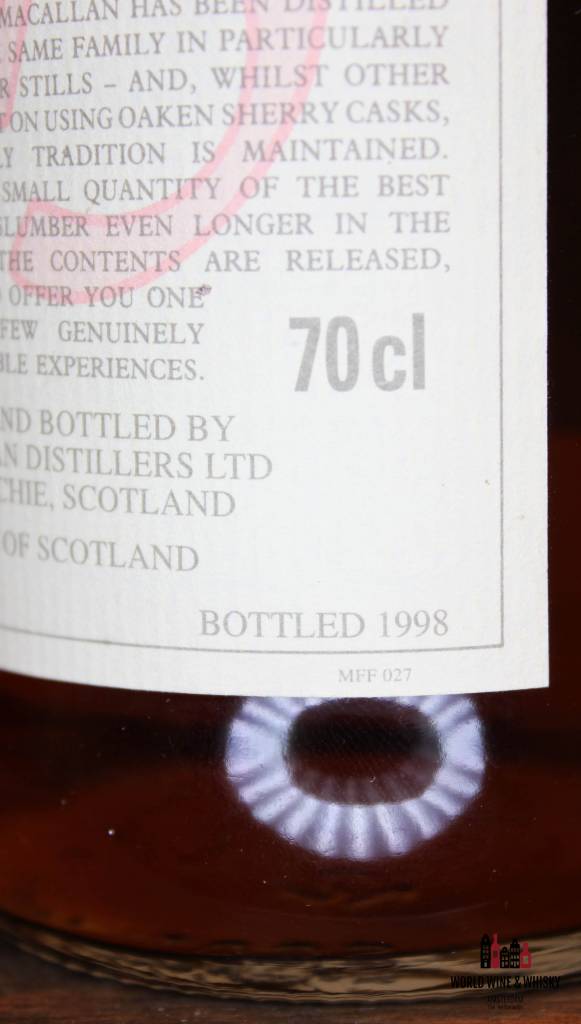 MACALLAN HAS BEEN DISTILLED
SAME FAMILY IN PARTICULARLY
STILLS – AND, WHILST OTHER
ON USING OAKEN SHERRY CASKS,
TRADITION IS MAINTAINED.
SMALL QUANTITY OF THE BEST
SLUMBER EVEN LONGER IN THE
THE CONTENTS ARE RELEASED,
OFFER YOU ONE
FEW GENUINELY
BLE EXPERIENCES.
70 cl
ND BOTTLED BY
AN DISTILLERS LTD
CHIE, SCOTLAND
OF SCOTLAND
BOTTLED 1998
MFF 027
WORLD WINE & WHISKY
AMSTERDAM